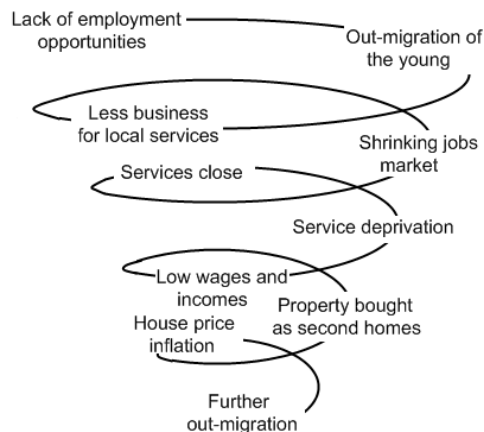 Lack of employment
opportunities
Out-migration of
the young
Less business
for local services
Shrinking jobs
market
Services close
Service deprivation
Low wages and
incomes
Property bought
as second homes
House price
inflation
Further
out-migration